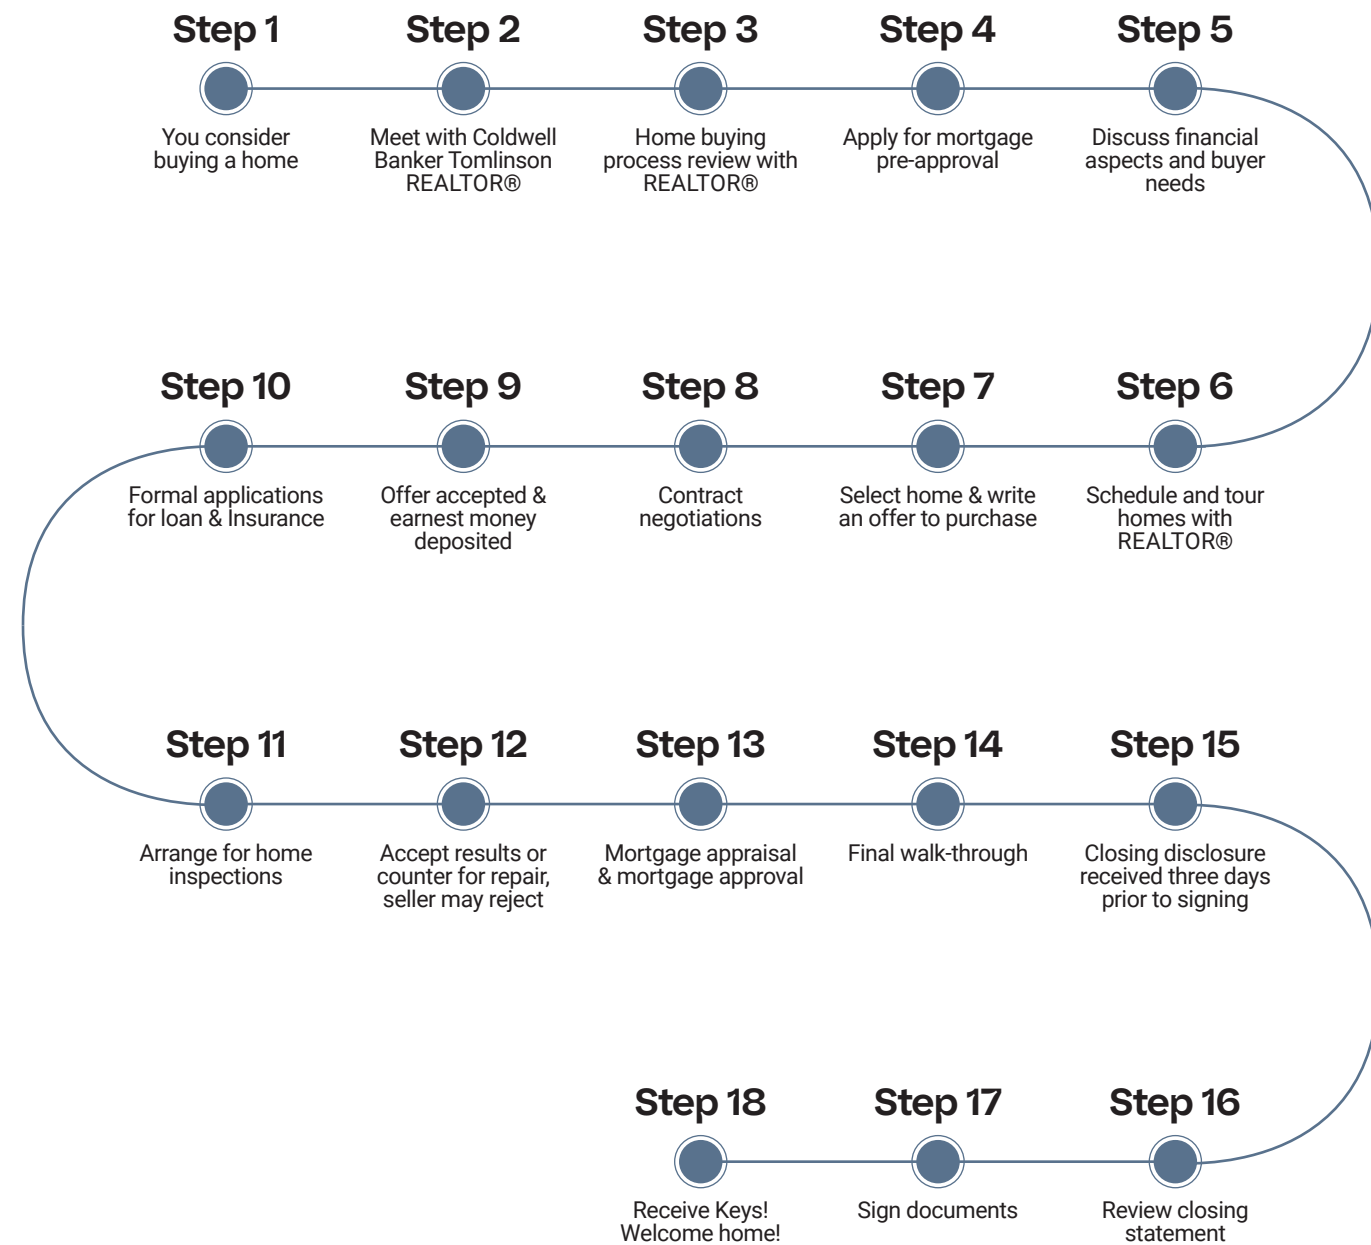 Step 1
You consider
buying a home
Step 2
Meet with Coldwell
Banker Tomlinson
REALTOR®
Step 3
Home buying
process review with
REALTOR®
Step 4
Apply for mortgage
pre-approval
Step 5
Discuss financial
aspects and buyer
needs
Step 6
Schedule and tour
homes with
REALTOR®
Step 7
Select home & write
an offer to purchase
Step 8
Contract
negotiations
Step 9
Offer accepted &
earnest money
deposited
Step 10
Formal applications
for loan & Insurance
Step 11
Arrange for home
inspections
Step 12
Accept results or
counter for repair,
seller may reject
Step 13
Mortgage appraisal
& mortgage approval
Step 14
Final walk-through
Step 15
Closing disclosure
received three days
prior to signing
Step 16
Review closing
statement
Step 17
Sign documents
Step 18
Receive Keys!
Welcome home!